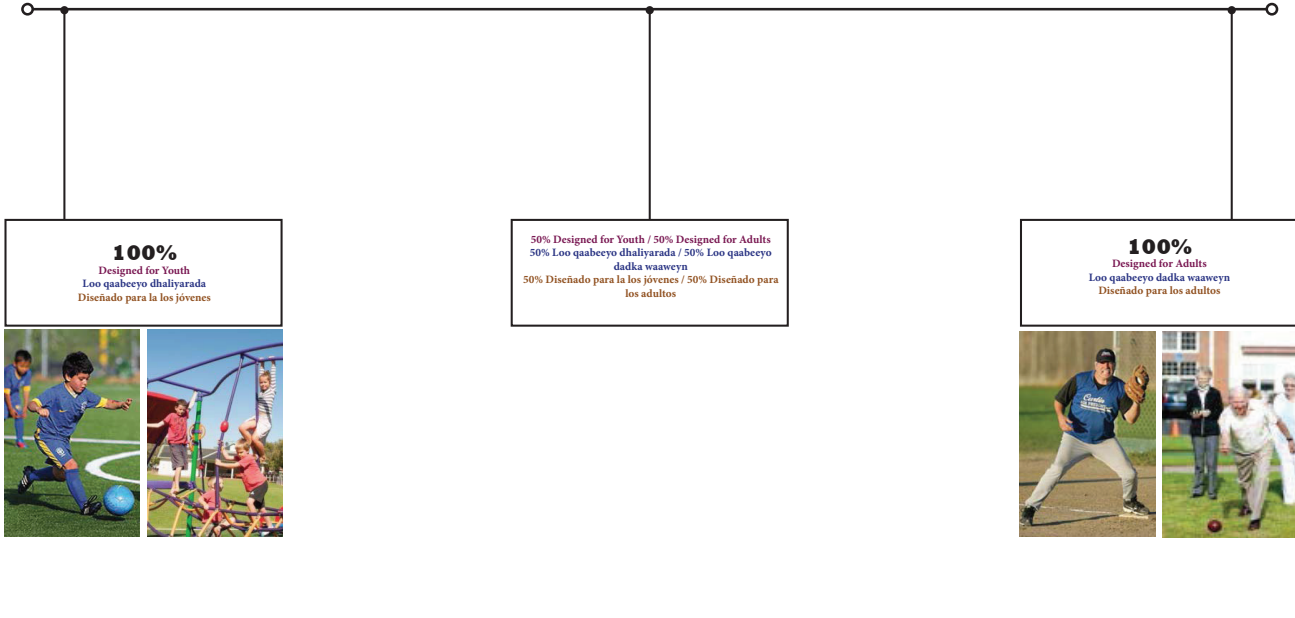 100%
Designed for Youth
Loo qaabeeyo dhaliyarada
Diseñado para la los jóvenes
50% Designed for Youth / 50% Designed for Adults
50% Loo qaabeeyo dhaliyarada / 50% Loo qaabeeyo
dadka waaweyn
50% Diseñado para la los jóvenes / 50% Diseñado para
los adultos
100%
Designed for Adults
Loo qaabeeyo dadka waaweyn
Diseñado para los adultos